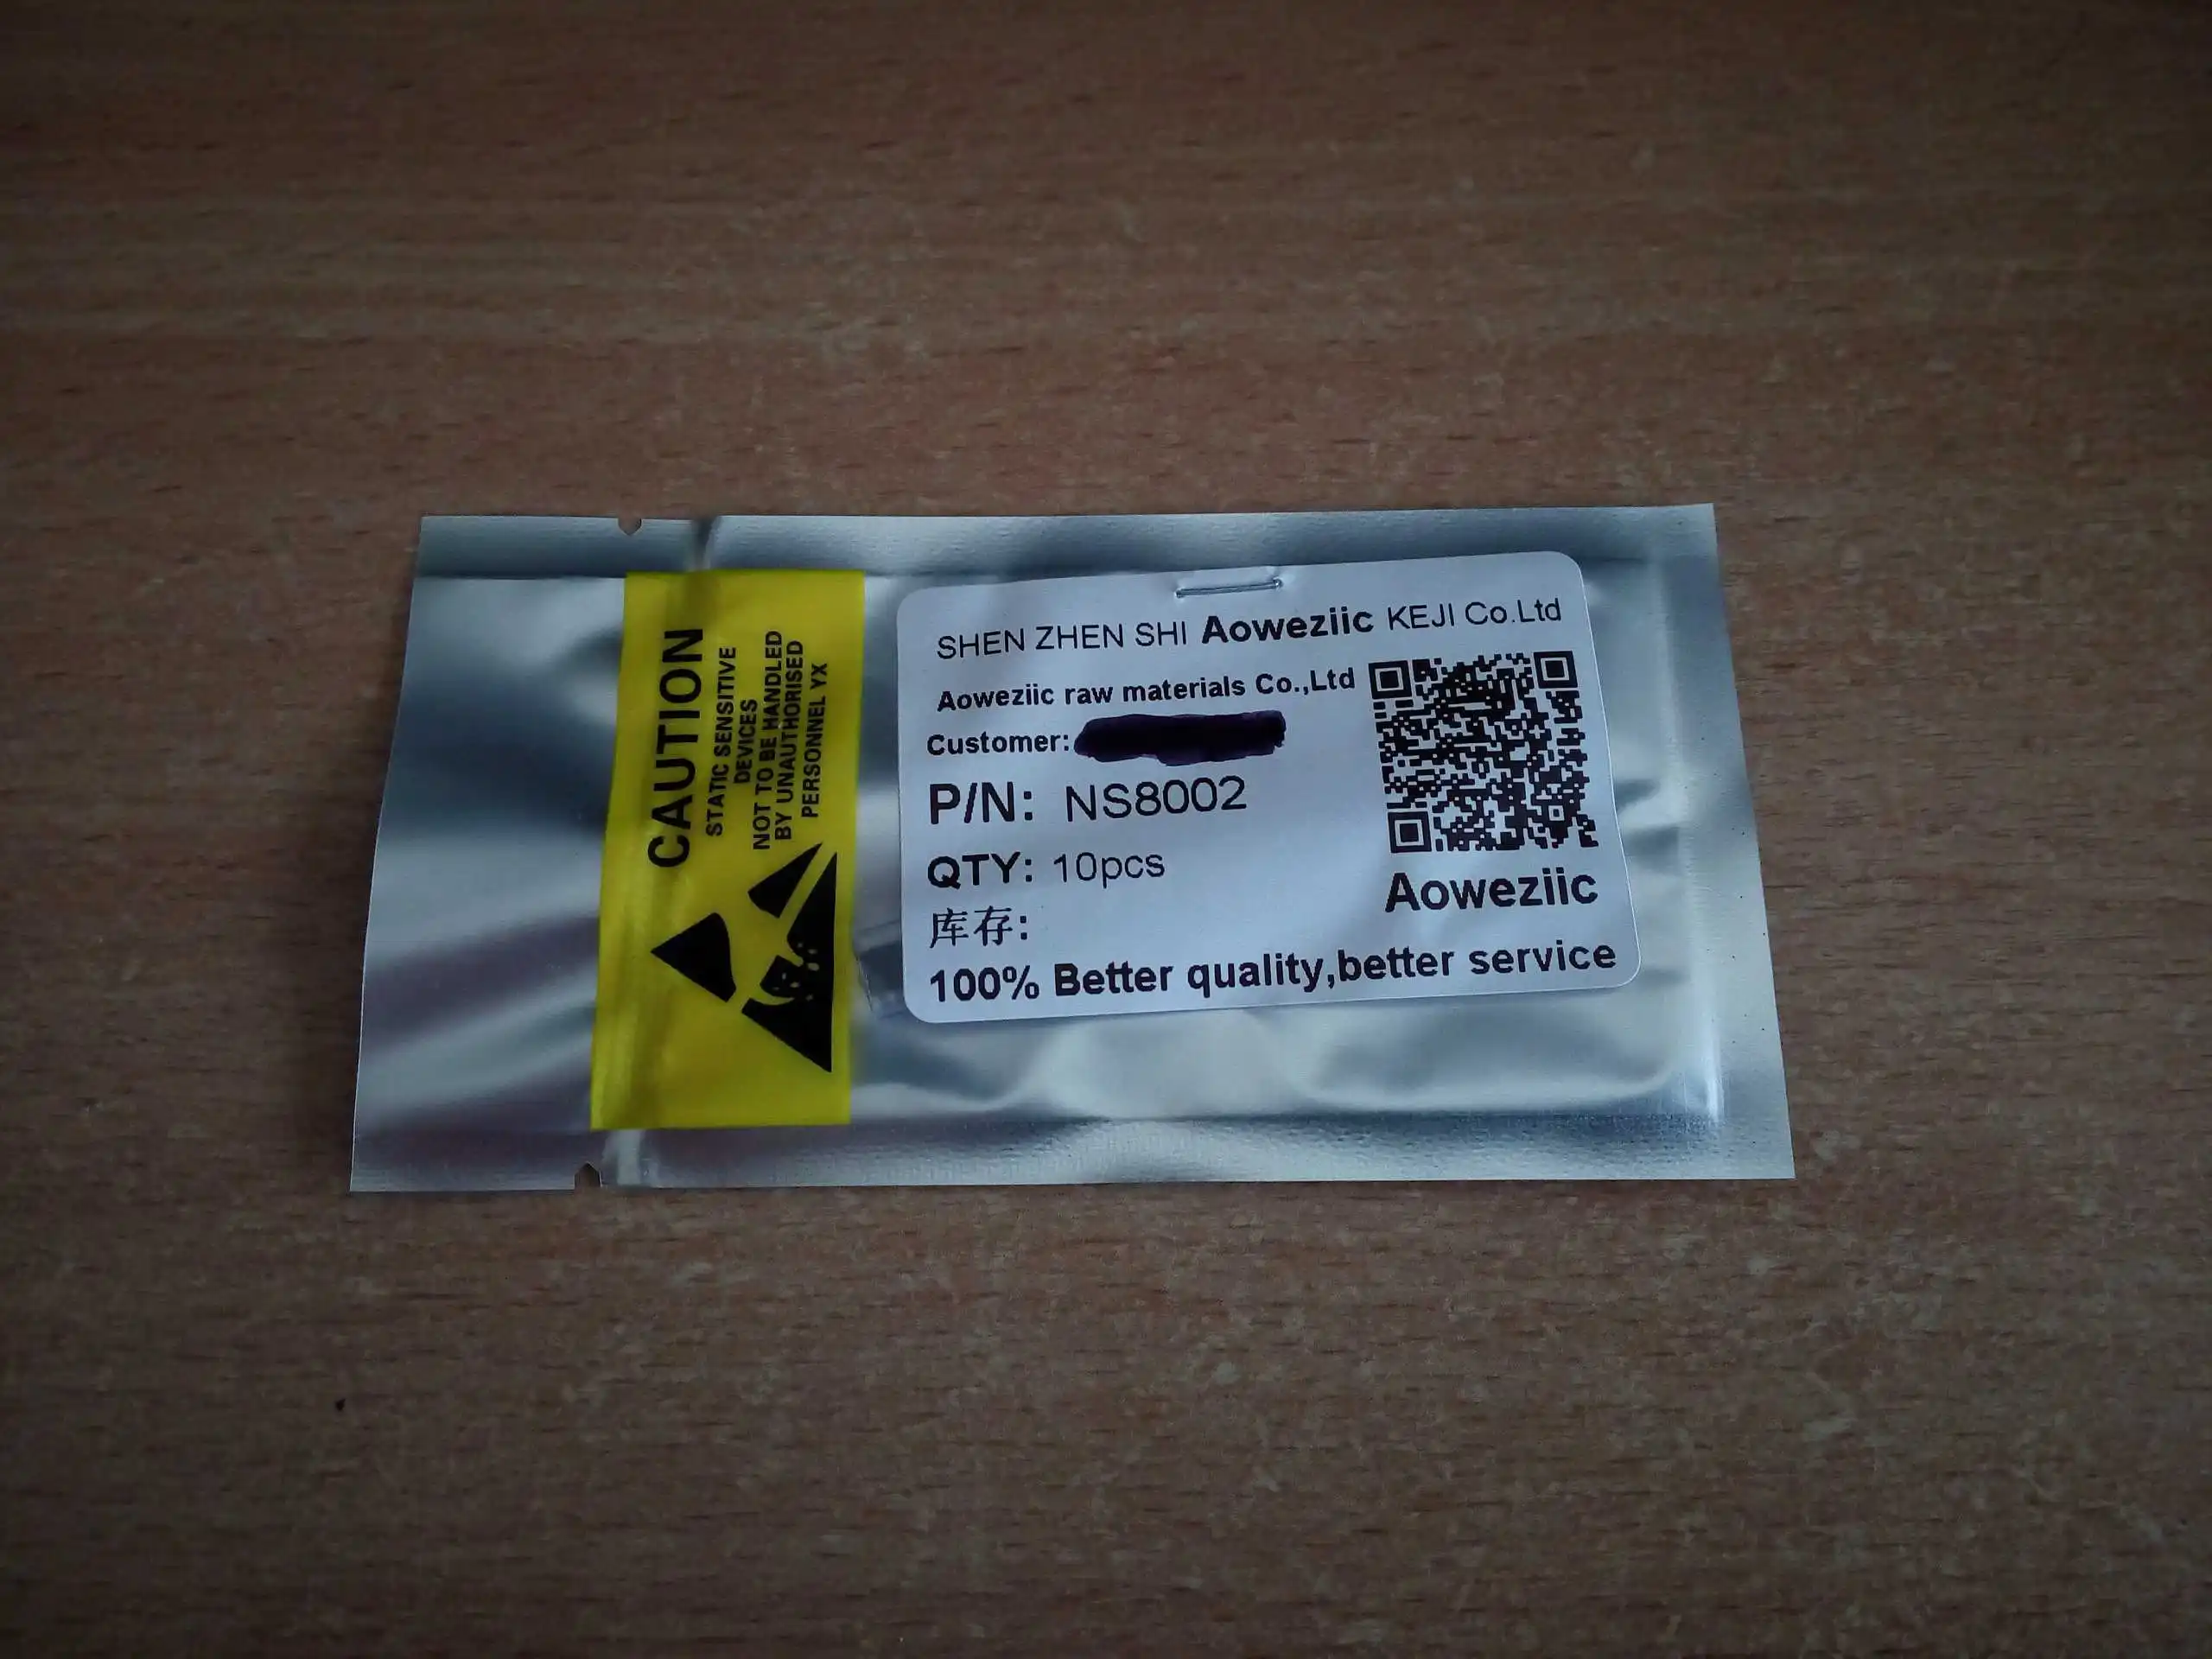 CAUTION
STATIC SENSITIVE
DEVICES
NOT TO BE HANDLED
BY UNAUTHORISED
PERSONNEL YX
SHEN ZHEN SHI Aoweziic KEJI Co.Ltd
Aoweziic raw materials Co.,Ltd
Customer:
P/N: NS8002
QTY: 10pcs
库存:
Aoweziic
100% Better quality,better service